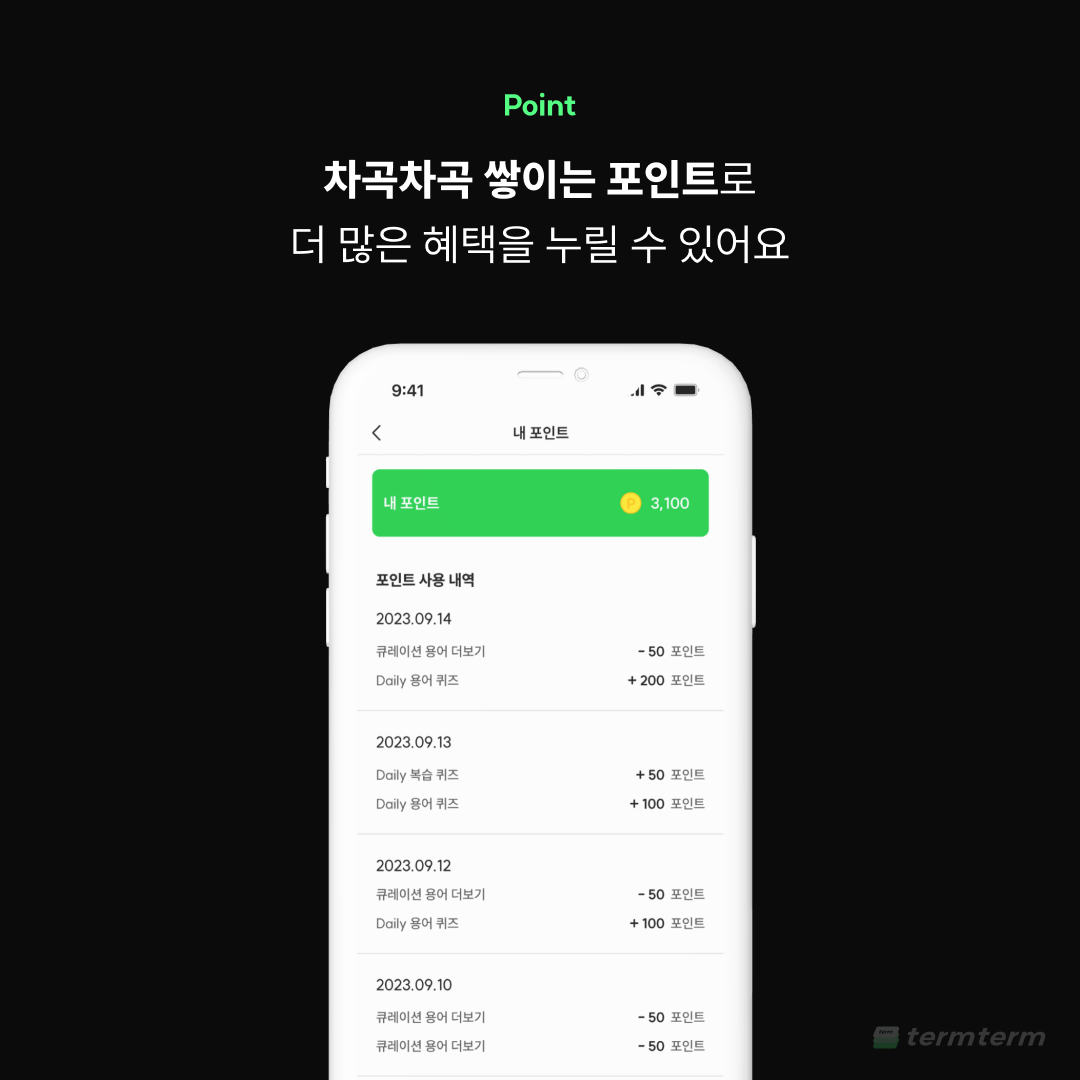 Point
차곡차곡 쌓이는 포인트로
더 많은 혜택을 누릴 수 있어요
9:41
내 포인트
내 포인트 P 3,100
포인트 사용 내역
2023.09.14
큐레이션 용어 더보기 - 50 포인트
Daily 용어 퀴즈 + 200 포인트
2023.09.13
Daily 복습 퀴즈 + 50 포인트
Daily 용어 퀴즈 + 100 포인트
2023.09.12
큐레이션 용어 더보기 - 50 포인트
Daily 용어 퀴즈 + 100 포인트
2023.09.10
큐레이션 용어 더보기 - 50 포인트
큐레이션 용어 더보기 - 50 포인트
termterm